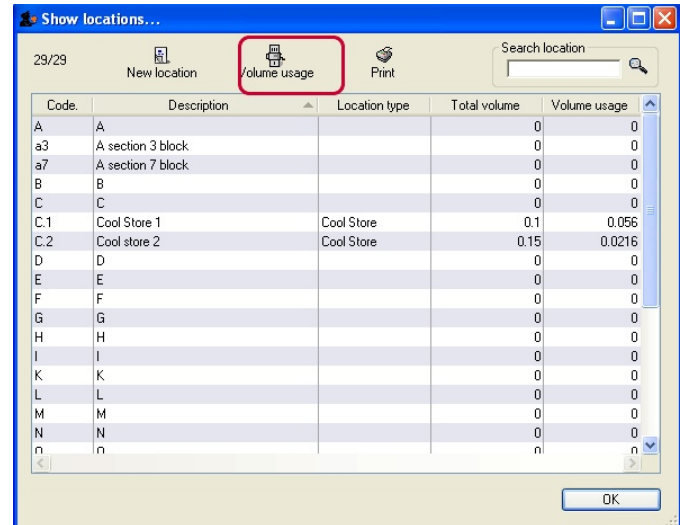 Show locations...
29/29 New location Volume usage Print Search location
Code. Description Location type Total volume Volume usage
A A 0 0
a3 A section 3 block 0 0
a7 A section 7 block 0 0
B B 0 0
C C 0 0
C.1 Cool Store 1 Cool Store 0.1 0.056
C.2 Cool store 2 Cool Store 0.15 0.0216
D D 0 0
E E 0 0
F F 0 0
G G 0 0
H H 0 0
I I 0 0
K K 0 0
L L 0 0
M M 0 0
N N 0 0
OK